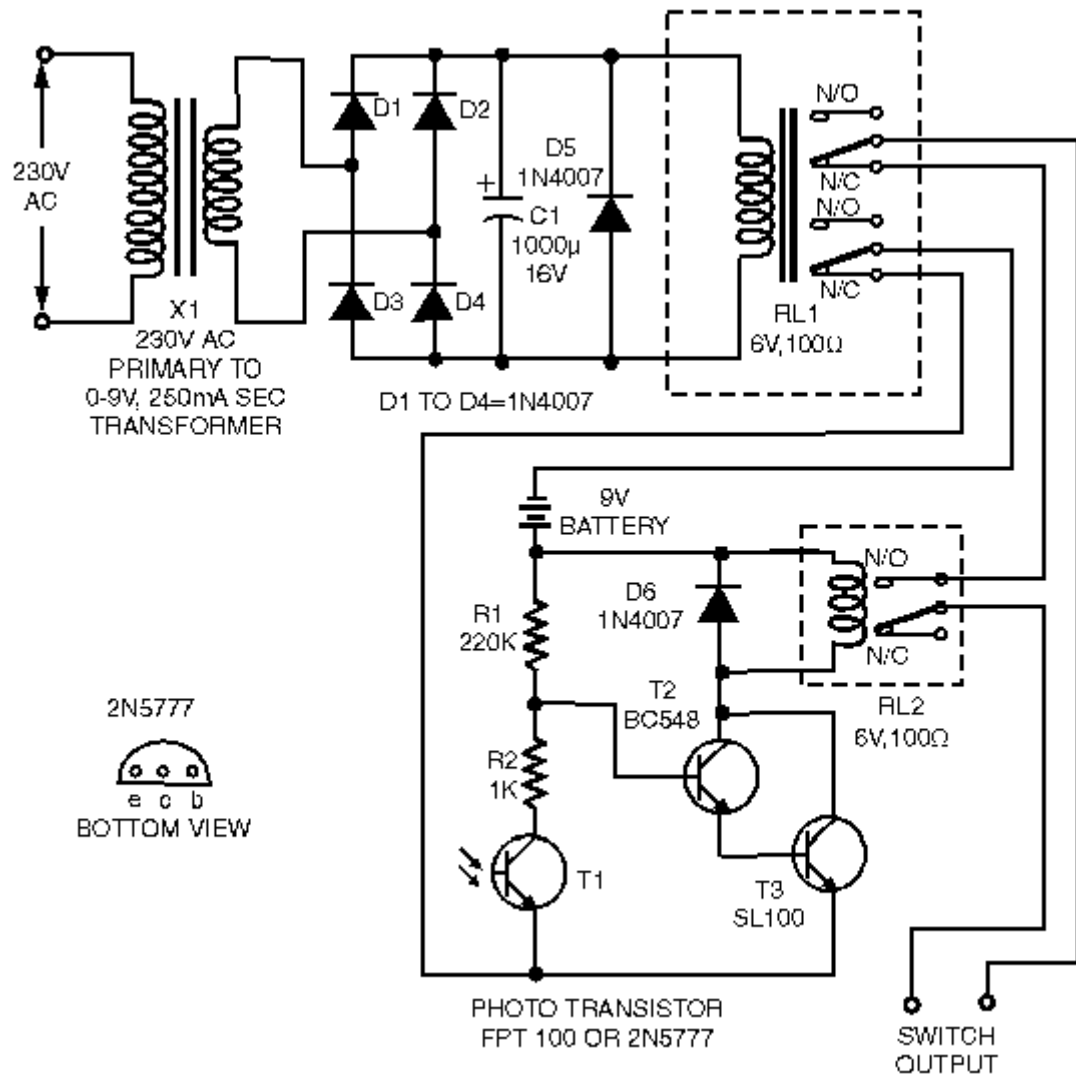 230V
AC
X1
230V AC
PRIMARY TO
0-9V, 250mA SEC
TRANSFORMER
D1
D2
D3
D4
D1 TO D4=1N4007
+
C1
1000µ
16V
D5
1N4007
N/O
N/C
N/O
N/C
RL1
6V,100Ω
9V
BATTERY
R1
220K
D6
1N4007
N/O
N/C
RL2
6V,100Ω
T2
BC548
R2
1K
T1
T3
SL100
2N5777
e c b
BOTTOM VIEW
PHOTO TRANSISTOR
FPT 100 OR 2N5777
SWITCH
OUTPUT